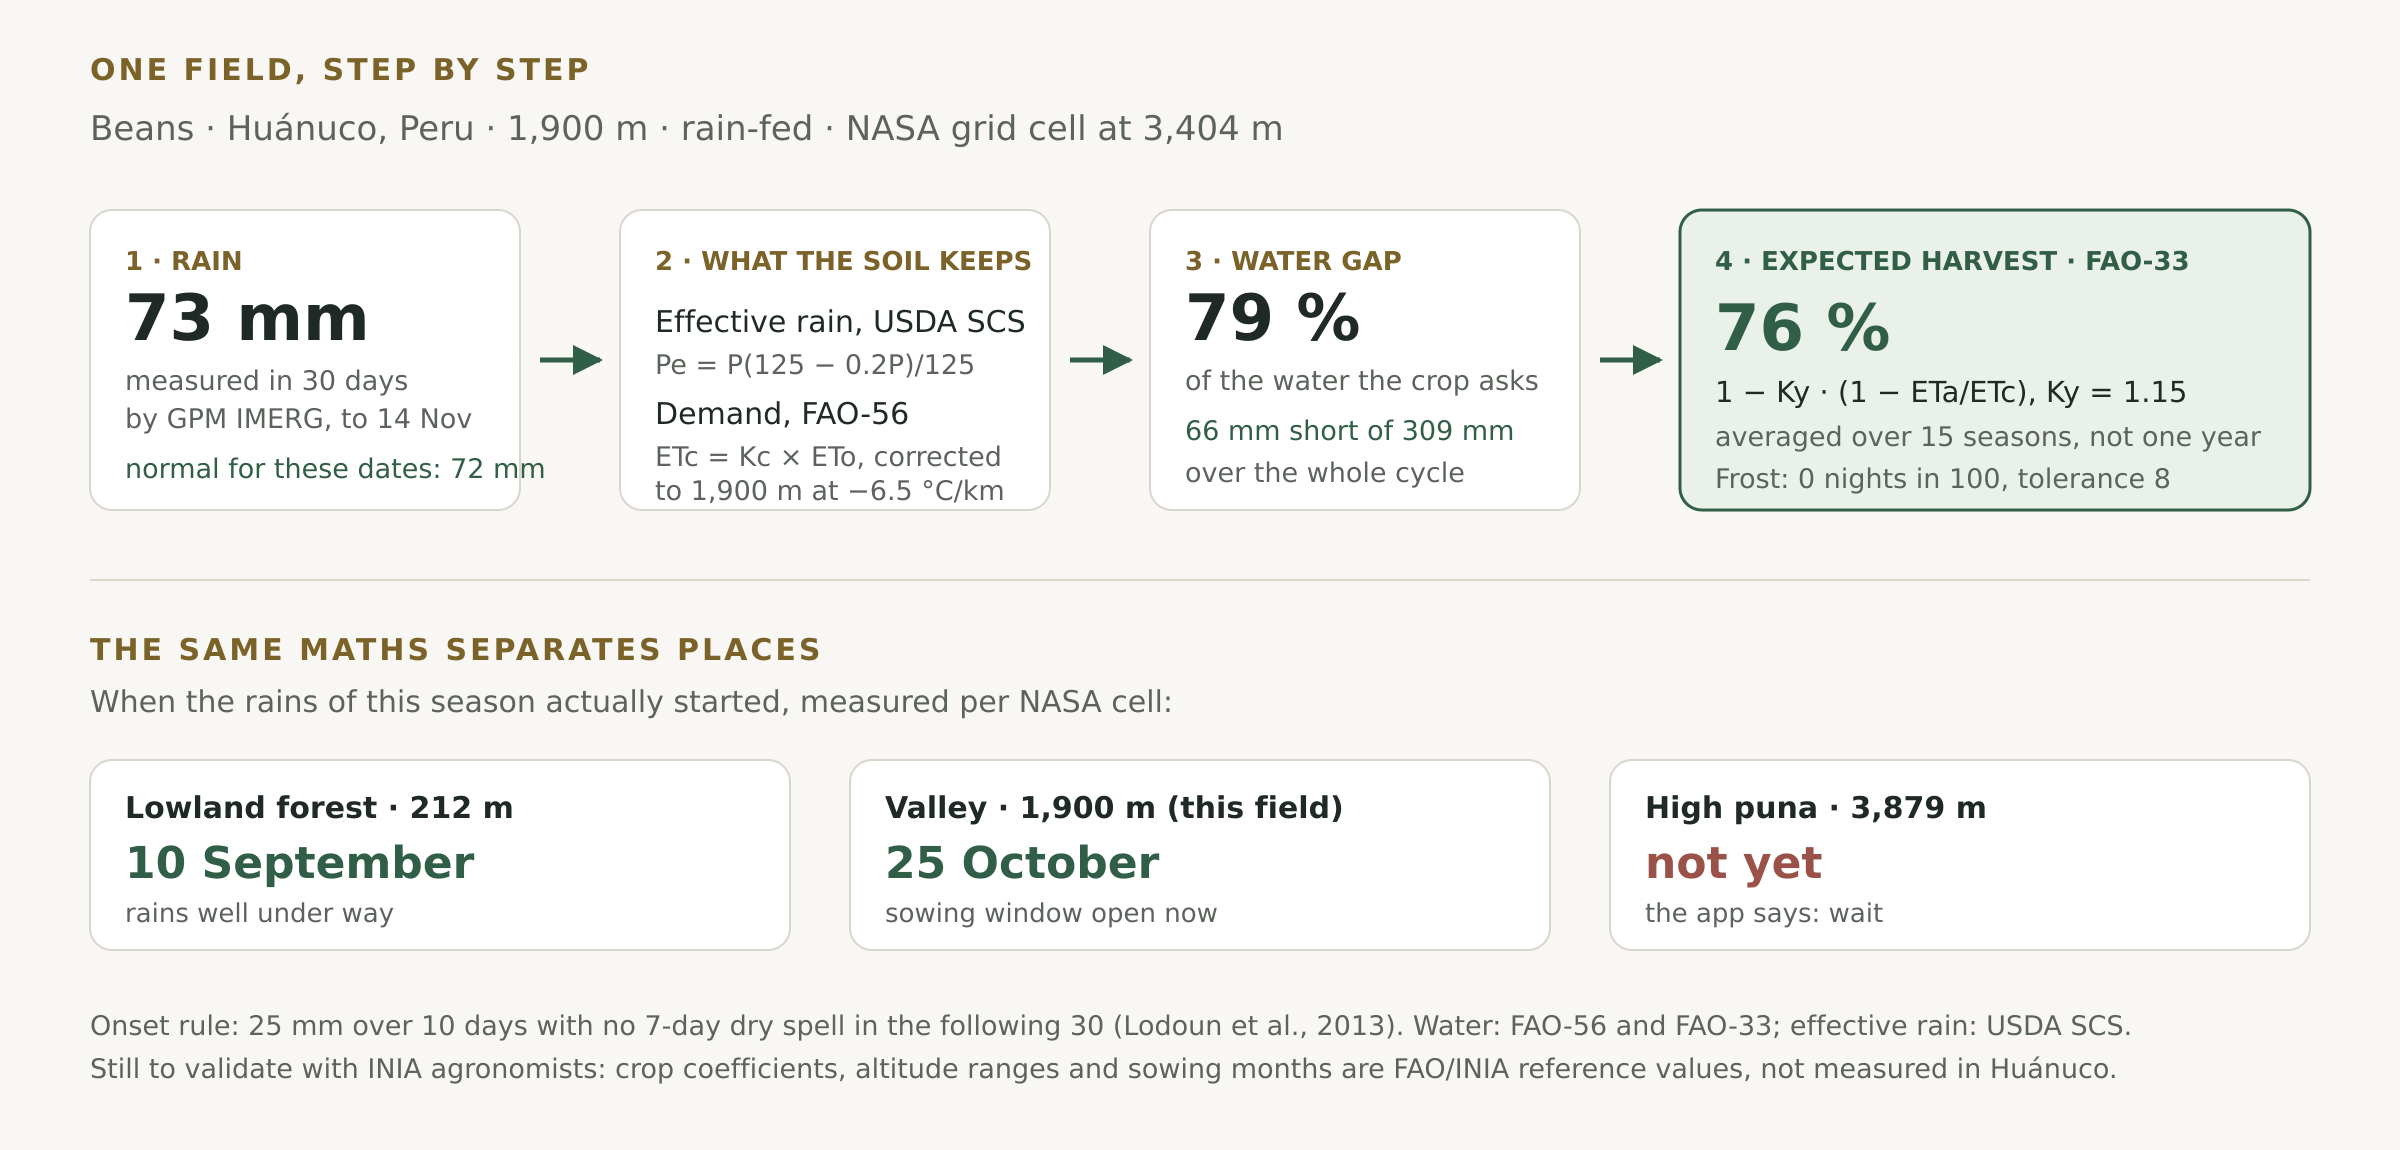 ONE FIELD, STEP BY STEP
Beans · Huánuco, Peru · 1,900 m · rain-fed · NASA grid cell at 3,404 m
1 · RAIN
73 mm
measured in 30 days
by GPM IMERG, to 14 Nov
normal for these dates: 72 mm
2 · WHAT THE SOIL KEEPS
Effective rain, USDA SCS
Pe = P(125 − 0.2P)/125
Demand, FAO-56
ETc = Kc × ETo, corrected
to 1,900 m at −6.5 °C/km
3 · WATER GAP
79 %
of the water the crop asks
66 mm short of 309 mm
over the whole cycle
4 · EXPECTED HARVEST · FAO-33
76 %
1 − Ky · (1 − ETa/ETc), Ky = 1.15
averaged over 15 seasons, not one year
Frost: 0 nights in 100, tolerance 8
THE SAME MATHS SEPARATES PLACES
When the rains of this season actually started, measured per NASA cell:
Lowland forest · 212 m
10 September
rains well under way
Valley · 1,900 m (this field)
25 October
sowing window open now
High puna · 3,879 m
not yet
the app says: wait
Onset rule: 25 mm over 10 days with no 7-day dry spell in the following 30 (Lodoun et al., 2013). Water: FAO-56 and FAO-33; effective rain: USDA SCS.
Still to validate with INIA agronomists: crop coefficients, altitude ranges and sowing months are FAO/INIA reference values, not measured in Huánuco.